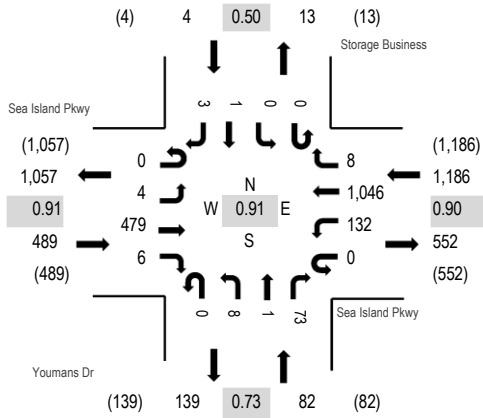 (4) 4 0.50 13 (13)
Storage Business
Sea Island Pkwy
3 1 0 0
(1,057) 0 8 (1,186)
1,057 4 N 1,046 1,186
0.91 W 0.91 E 0.90
489 479 S 132 552
(489) 6 0 (552)
0 8 1 73
Sea Island Pkwy
Youmans Dr
(139) 139 0.73 82 (82)